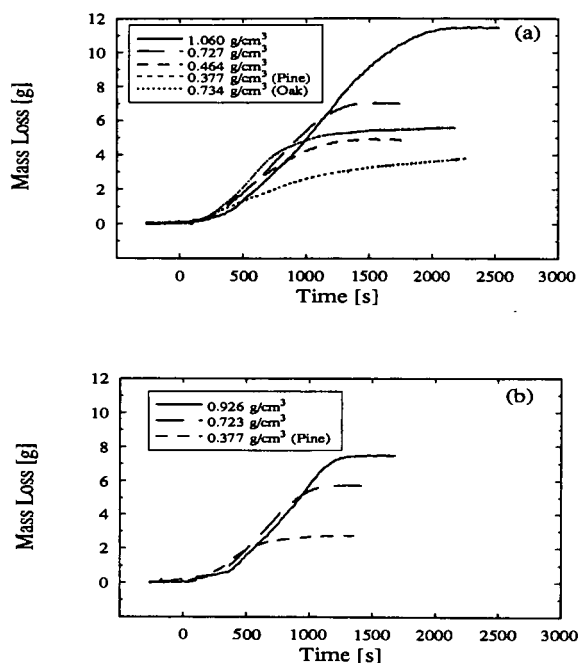 12
10
8
6
4
2
0
Mass Loss [g]
1.060 g/cm³
0.727 g/cm³
0.464 g/cm³
0.377 g/cm³ (Pine)
0.734 g/cm³ (Oak)
(a)
0 500 1000 1500 2000 2500 3000
Time [s]
12
10
8
6
4
2
0
Mass Loss [g]
0.926 g/cm³
0.723 g/cm³
0.377 g/cm³ (Pine)
(b)
0 500 1000 1500 2000 2500 3000
Time [s]